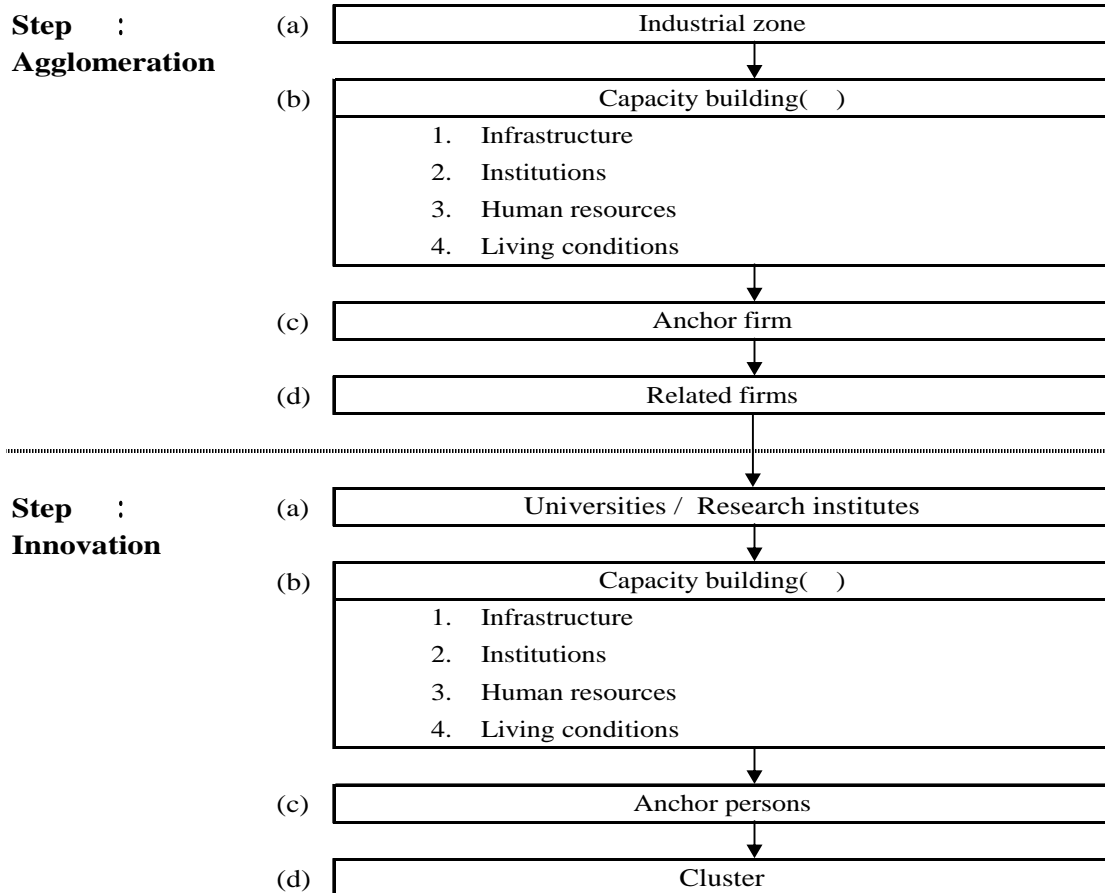 Step :
Agglomeration
(a) Industrial zone
(b) Capacity building( )
1. Infrastructure
2. Institutions
3. Human resources
4. Living conditions
(c) Anchor firm
(d) Related firms
Step :
Innovation
(a) Universities / Research institutes
(b) Capacity building( )
1. Infrastructure
2. Institutions
3. Human resources
4. Living conditions
(c) Anchor persons
(d) Cluster